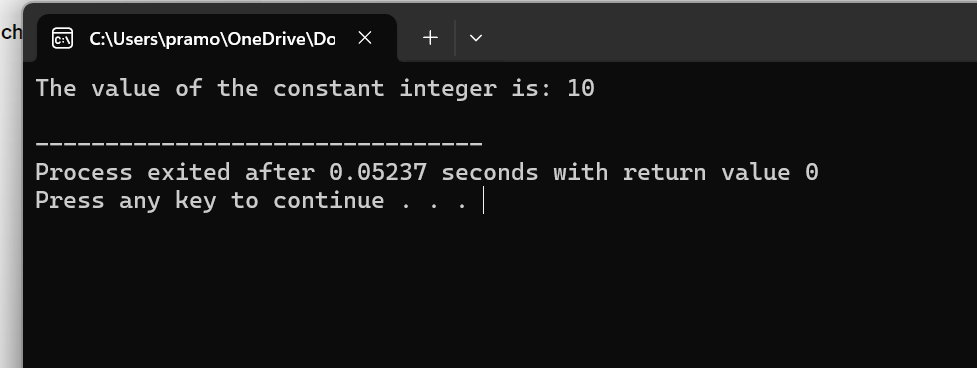 ch
C:\Users\pramo\OneDrive\Do
The value of the constant integer is: 10
--------------------------------
Process exited after 0.05237 seconds with return value 0
Press any key to continue . . .